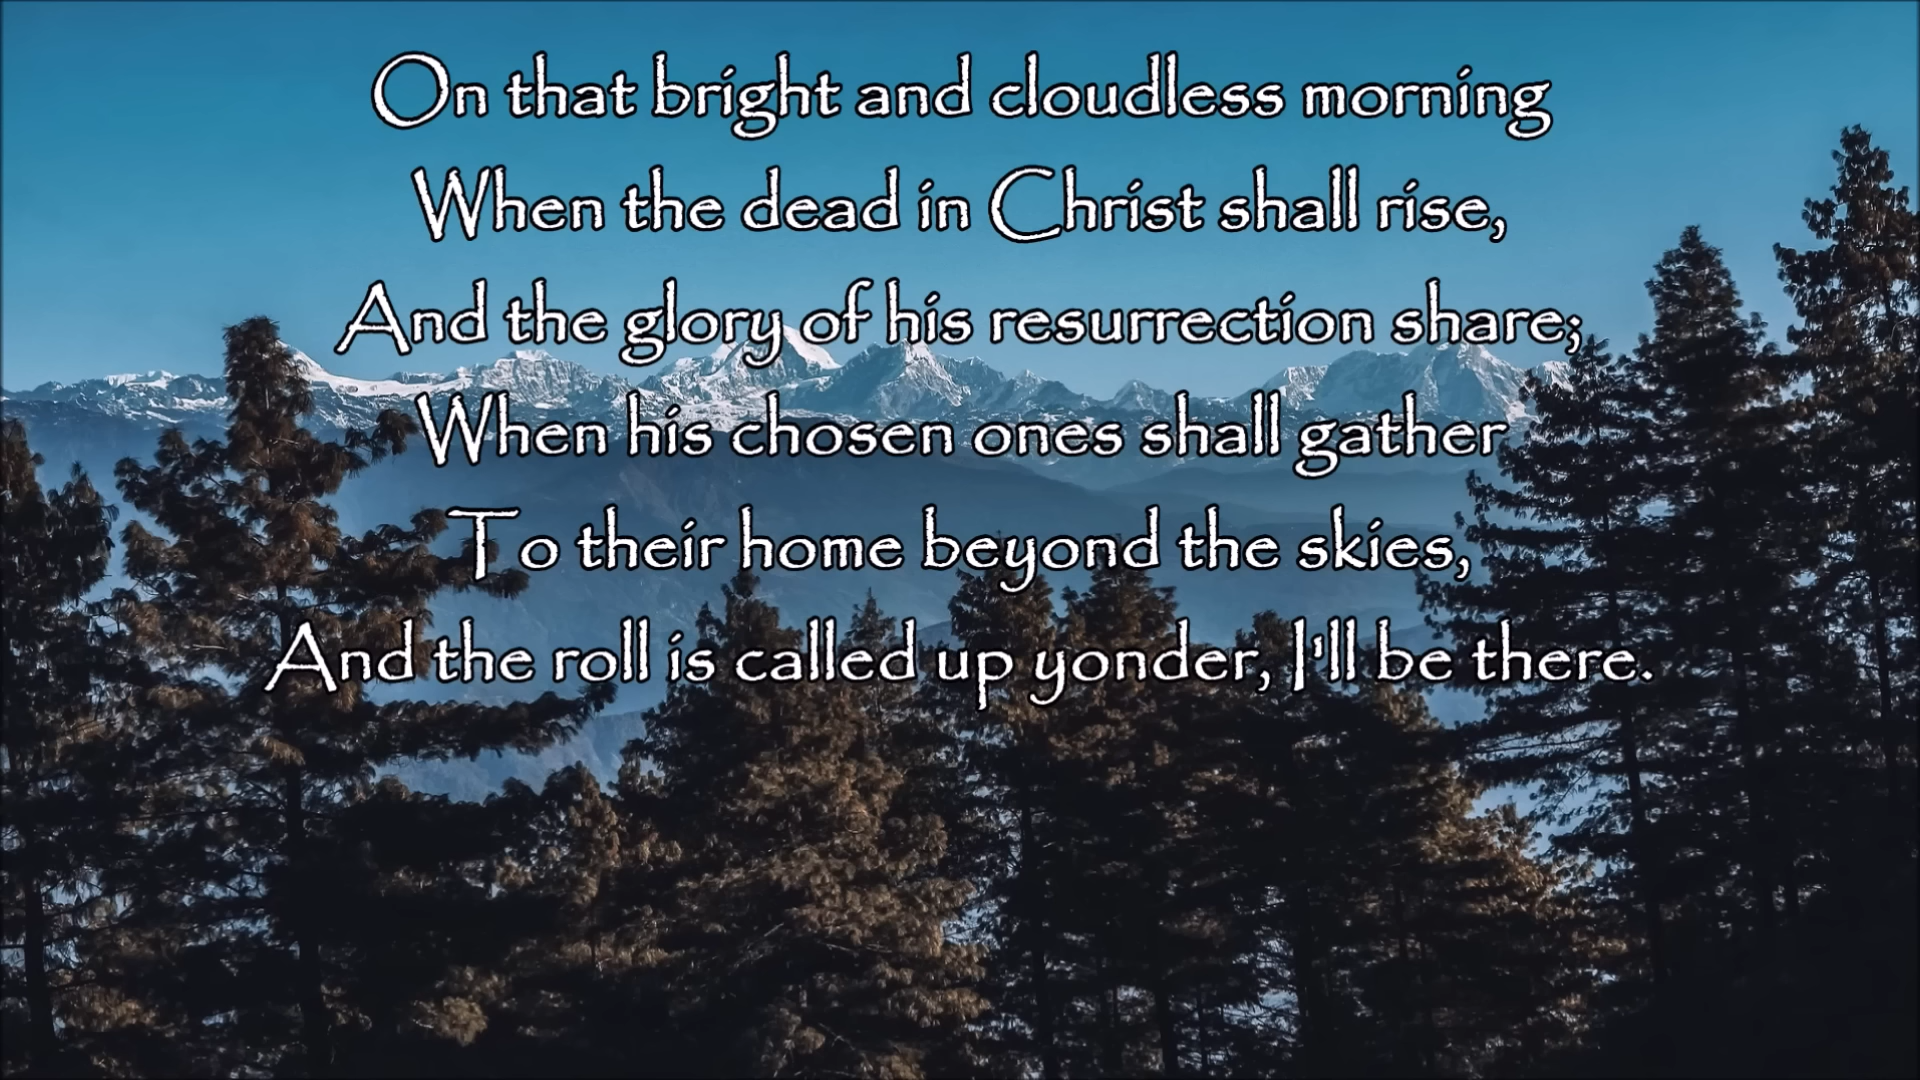 On that bright and cloudless morning
When the dead in Christ shall rise,
And the glory of his resurrection share;
When his chosen ones shall gather
To their home beyond the skies,
And the roll is called up yonder, I'll be there.